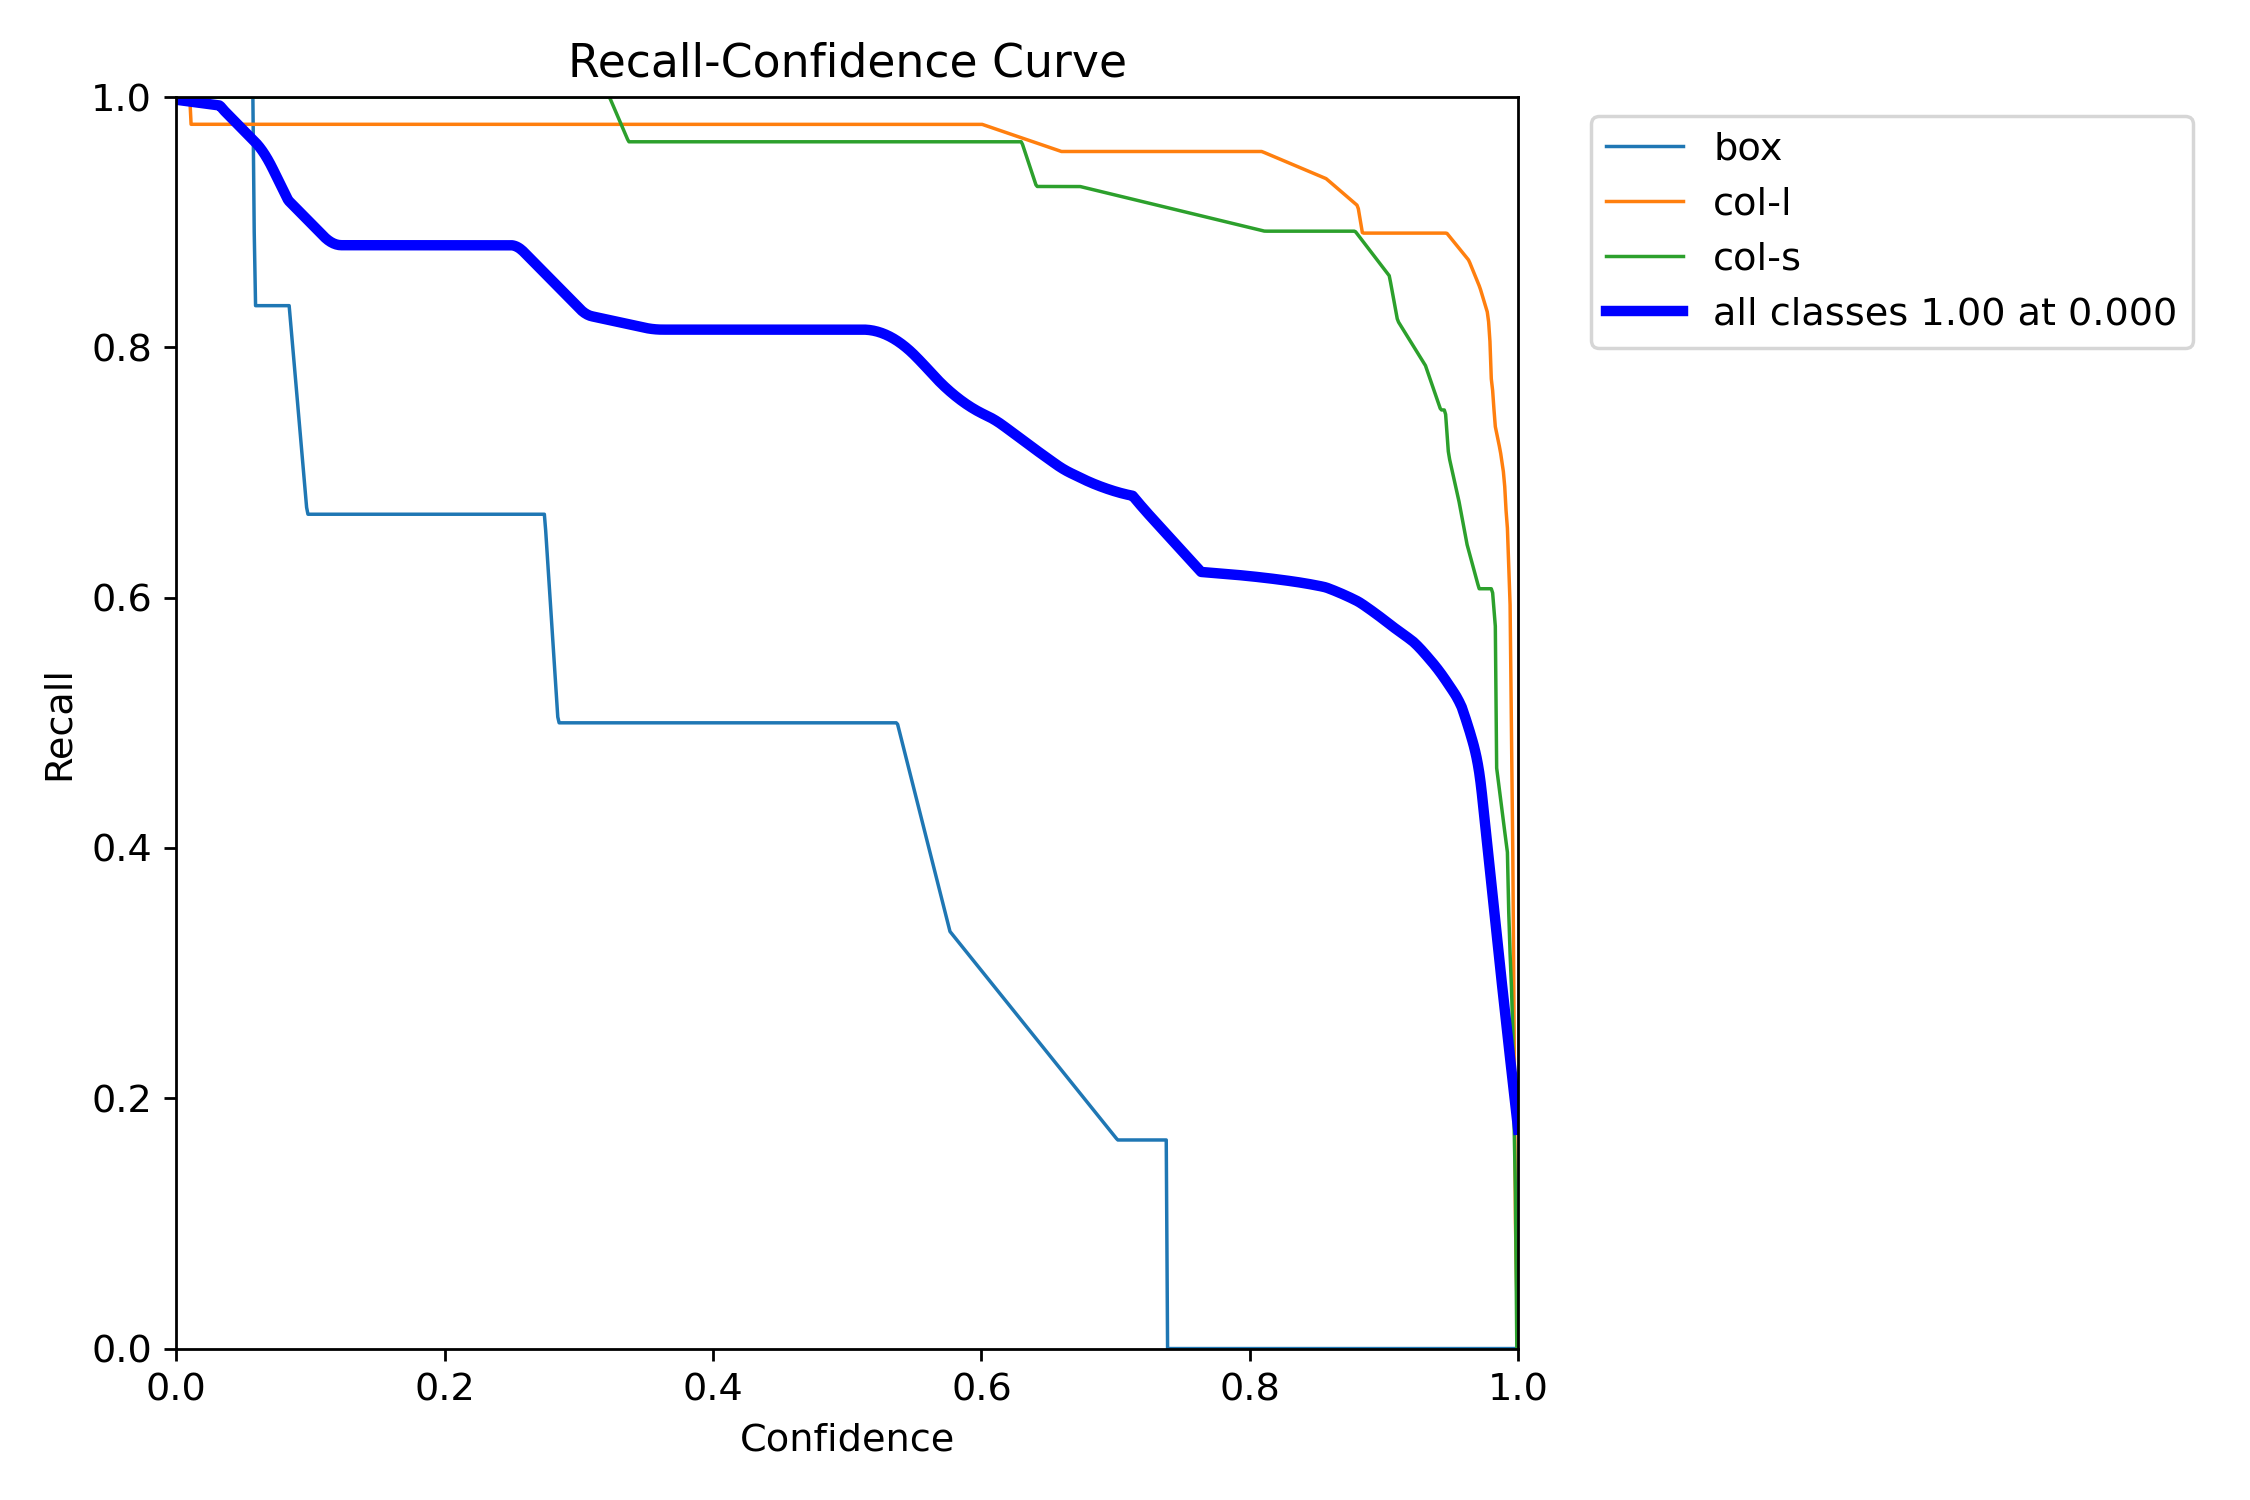 Recall-Confidence Curve
1.0
0.8
0.6
0.4
0.2
0.0
Recall
0.0 0.2 0.4 0.6 0.8 1.0
Confidence
box
col-l
col-s
all classes 1.00 at 0.000